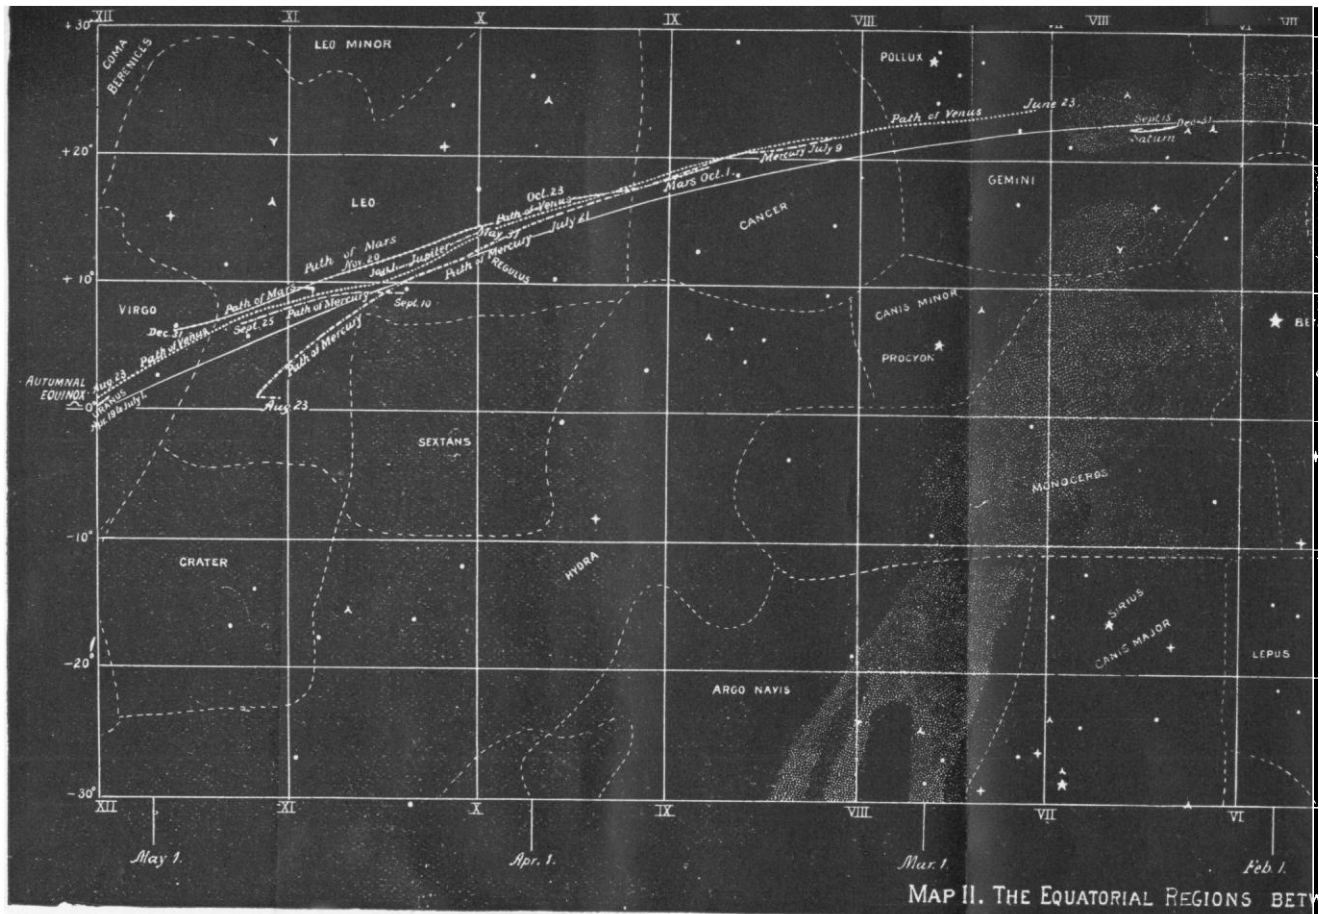 XII XI X IX VIII VII VIII VI VII
+30°
COMA
BERENICES
LEO MINOR
POLLUX
June 23.
Path of Venus
Sept 15 Dec. 31
Saturn
+20°
Mercury July 9
Mars Oct. 1.
GEMINI
LEO
Oct. 23
Path of Venus
CANCER
July 21
Path of Mars
Nov. 20
Jupiter
Path of Mercury
REGULUS
+10°
VIRGO
Path of Mars
Path of Mercury
Sept. 10
Sept. 25
CANIS MINOR
Dec. 31
Path of Venus
Path of Mercury
PROCYON
AUTUMNAL
EQUINOX
Aug. 23
URANUS
0°
Aug. 23
SEXTANS
MONOCEROS
-10°
CRATER
HYDRA
SIRIUS
CANIS MAJOR
LEPUS
-20°
ARGO NAVIS
-30°
XII XI X IX VIII VII VI
May 1. Apr. 1. Mar. 1. Feb. 1.
MAP II. THE EQUATORIAL REGIONS BETW